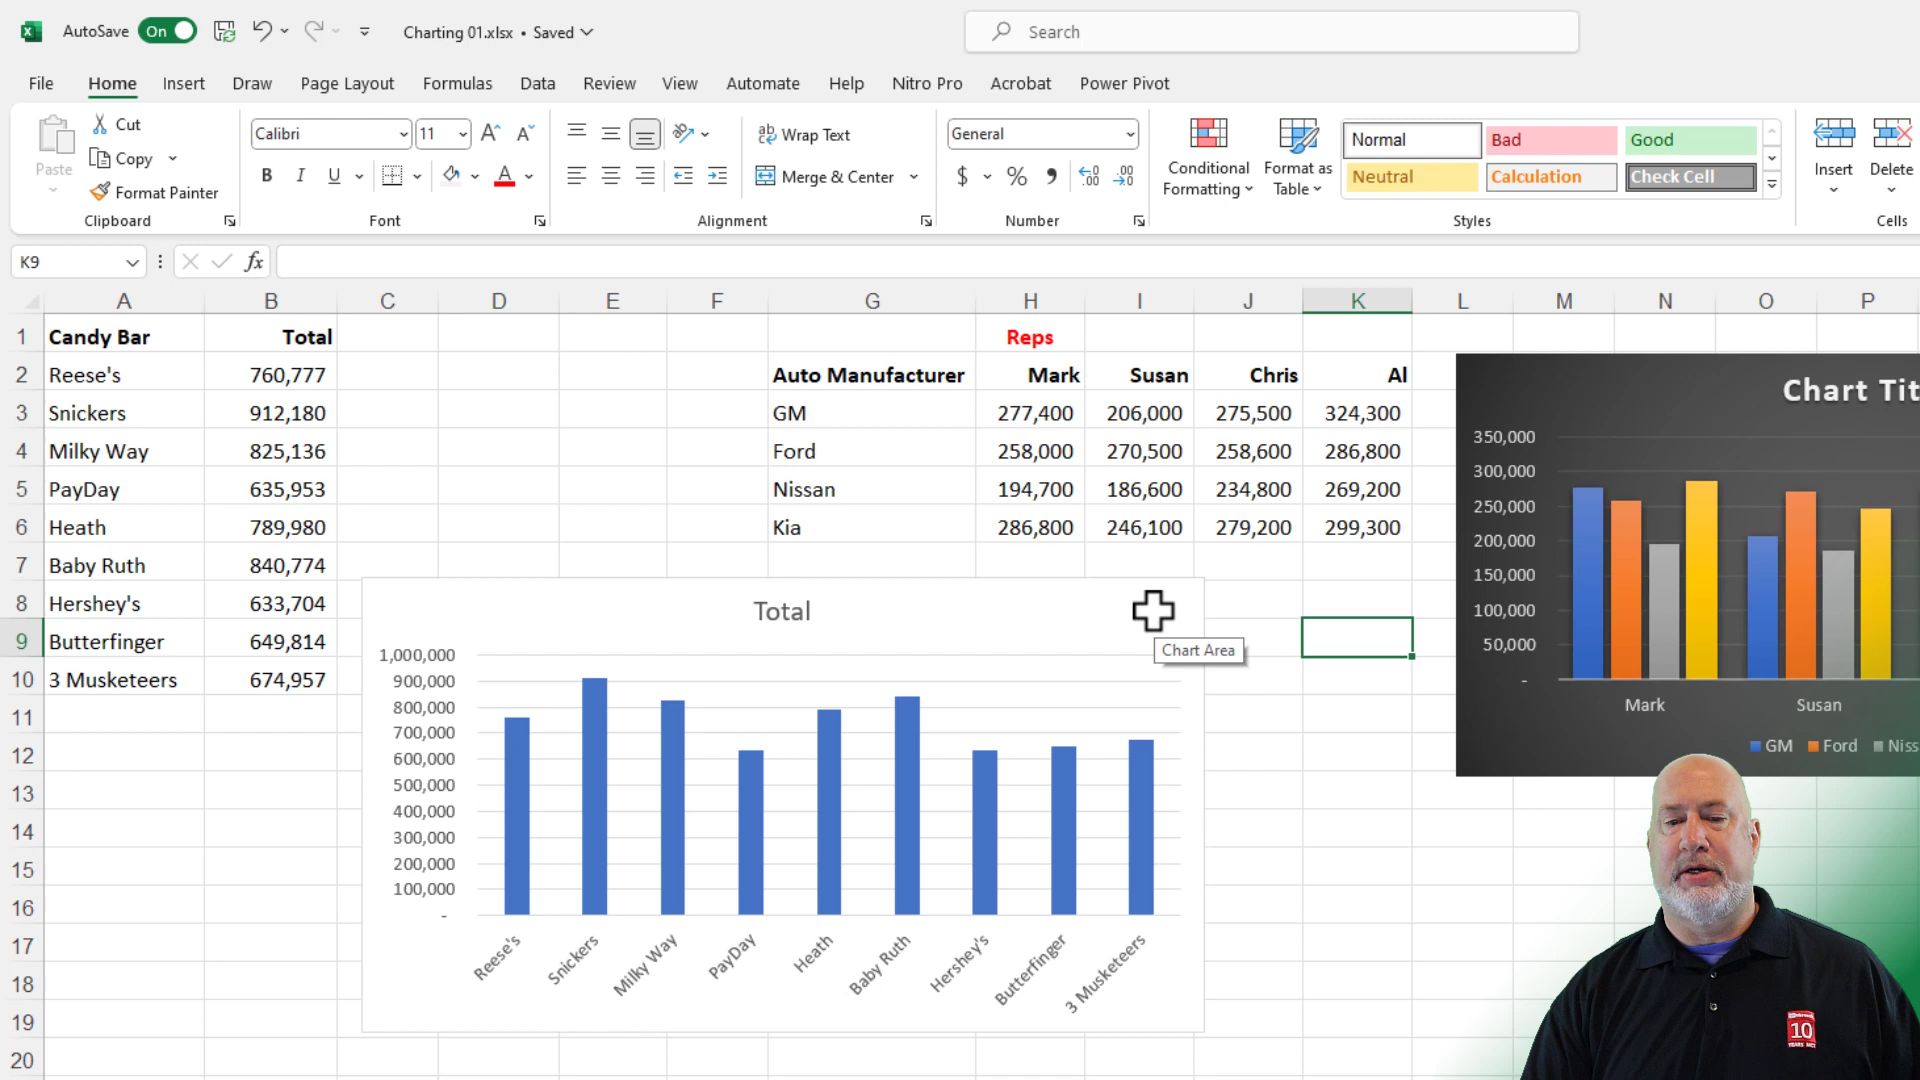 AutoSave On Charting 01.xlsx • Saved Search
File Home Insert Draw Page Layout Formulas Data Review View Automate Help Nitro Pro Acrobat Power Pivot
Paste Cut Copy Format Painter
Clipboard
Calibri 11
B I U A
Font
Wrap Text
Merge & Center
Alignment
General
$ %
Number
Conditional Formatting
Format as Table
Normal Bad Good
Neutral Calculation Check Cell
Styles
Insert Delete
Cells
K9 fx
A B C D E F G H I J K L M N O P
1 Candy Bar Total Reps
2 Reese's 760,777 Auto Manufacturer Mark Susan Chris Al
3 Snickers 912,180 GM 277,400 206,000 275,500 324,300
4 Milky Way 825,136 Ford 258,000 270,500 258,600 286,800
5 PayDay 635,953 Nissan 194,700 186,600 234,800 269,200
6 Heath 789,980 Kia 286,800 246,100 279,200 299,300
7 Baby Ruth 840,774
8 Hershey's 633,704
9 Butterfinger 649,814
10 3 Musketeers 674,957
11
12
13
14
15
16
17
18
19
20
Total
Chart Area
1,000,000
900,000
800,000
700,000
600,000
500,000
400,000
300,000
200,000
100,000
-
Reese's Snickers Milky Way PayDay Heath Baby Ruth Hershey's Butterfinger 3 Musketeers
Chart Tit
350,000
300,000
250,000
200,000
150,000
100,000
50,000
-
Mark Susan
GM Ford Niss
10